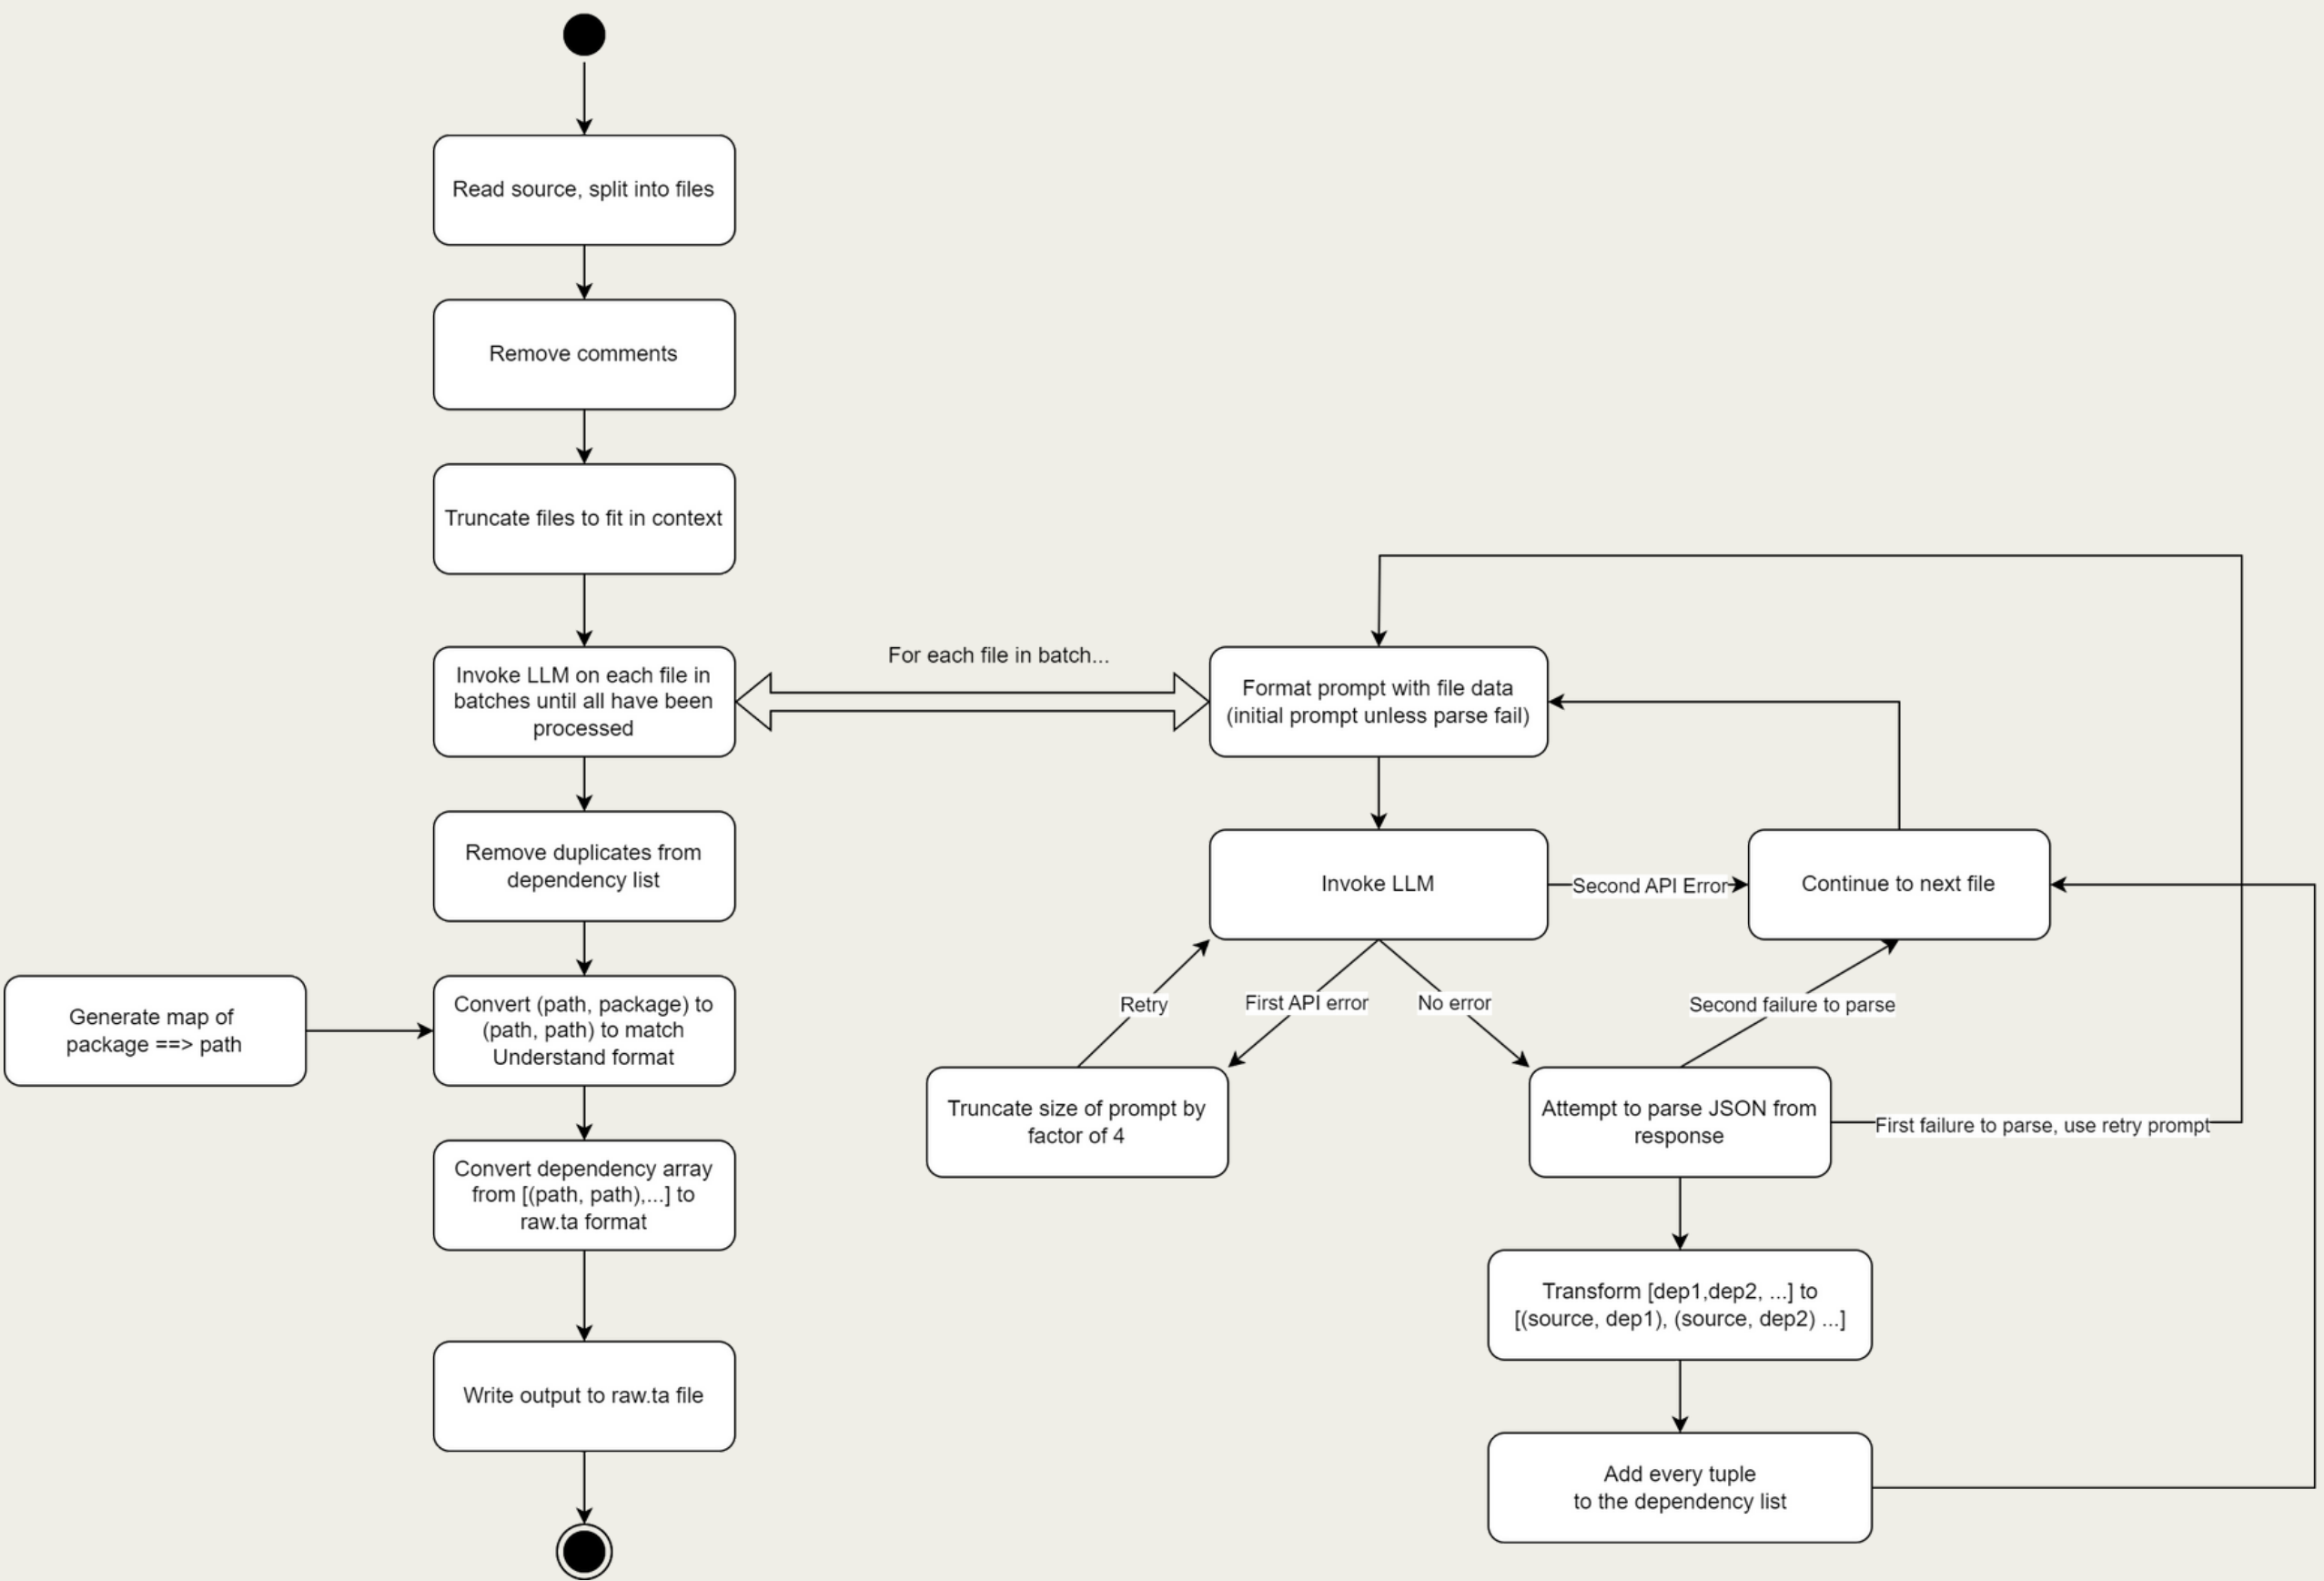 Read source, split into files
Remove comments
Truncate files to fit in context
Invoke LLM on each file in
batches until all have been
processed
Remove duplicates from
dependency list
Generate map of
package ==> path
Convert (path, package) to
(path, path) to match
Understand format
Convert dependency array
from [(path, path),...] to
raw.ta format
Write output to raw.ta file
For each file in batch...
Format prompt with file data
(initial prompt unless parse fail)
Invoke LLM
Second API Error
Continue to next file
Retry
First API error
No error
Second failure to parse
Truncate size of prompt by
factor of 4
Attempt to parse JSON from
response
First failure to parse, use retry prompt
Transform [dep1,dep2, ...] to
[(source, dep1), (source, dep2) ...]
Add every tuple
to the dependency list